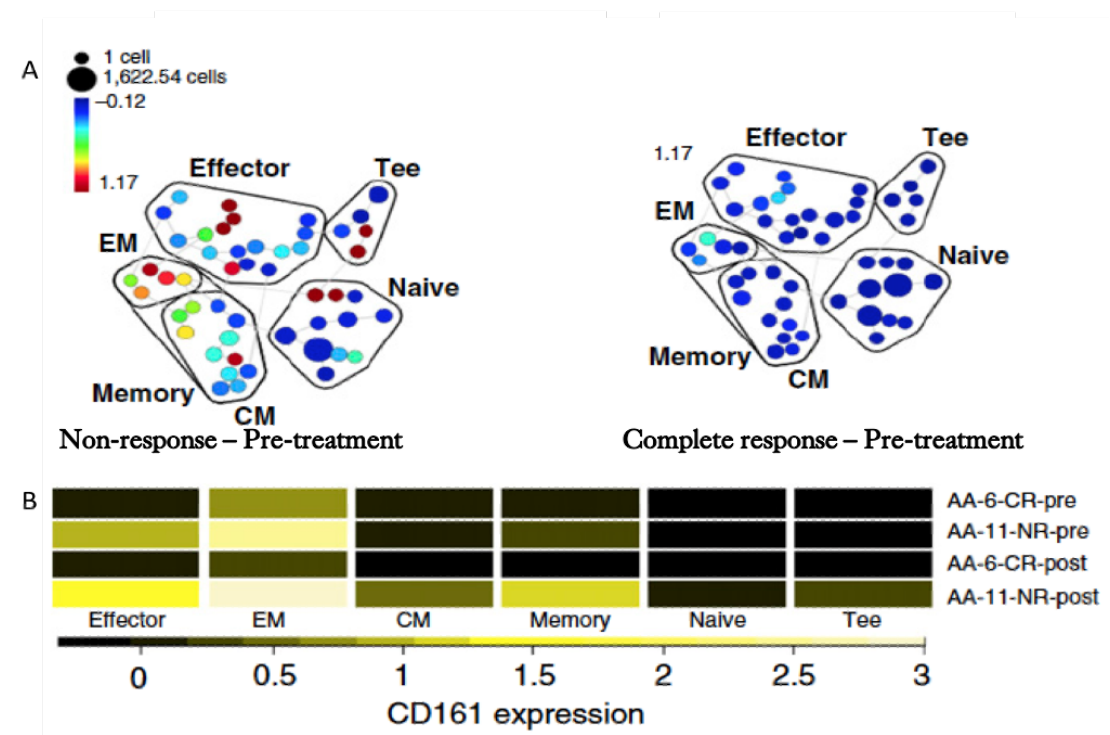 A
1 cell
1,622.54 cells
–0.12
1.17
Effector
Tee
EM
Naive
Memory
CM
Non-response – Pre-treatment
1.17
Effector
Tee
EM
Naive
Memory
CM
Complete response – Pre-treatment
B
AA-6-CR-pre
AA-11-NR-pre
AA-6-CR-post
AA-11-NR-post
Effector EM CM Memory Naive Tee
0 0.5 1 1.5 2 2.5 3
CD161 expression